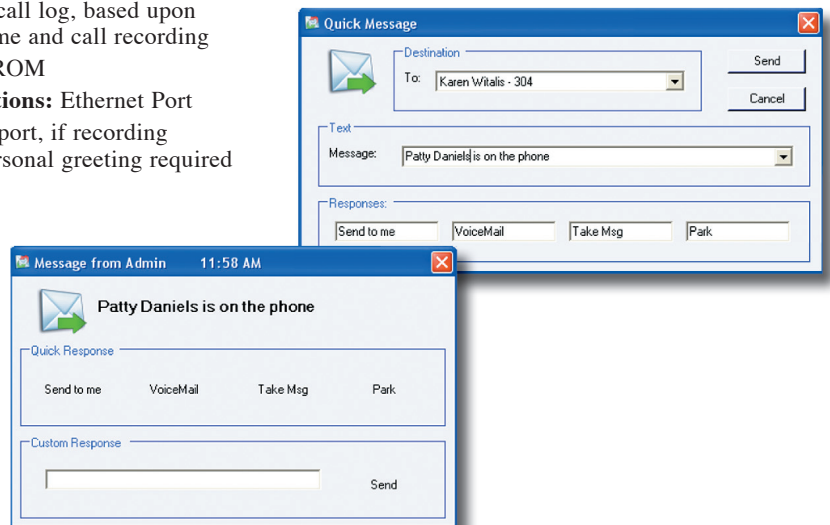 call log, based upon
me and call recording
ROM
tions: Ethernet Port
port, if recording
ersonal greeting required
Quick Message
Destination
To: Karen Witalis - 304
Send
Cancel
Text
Message: Patty Daniels is on the phone
Responses:
Send to me VoiceMail Take Msg Park
Message from Admin 11:58 AM
Patty Daniels is on the phone
Quick Response
Send to me VoiceMail Take Msg Park
Custom Response
Send